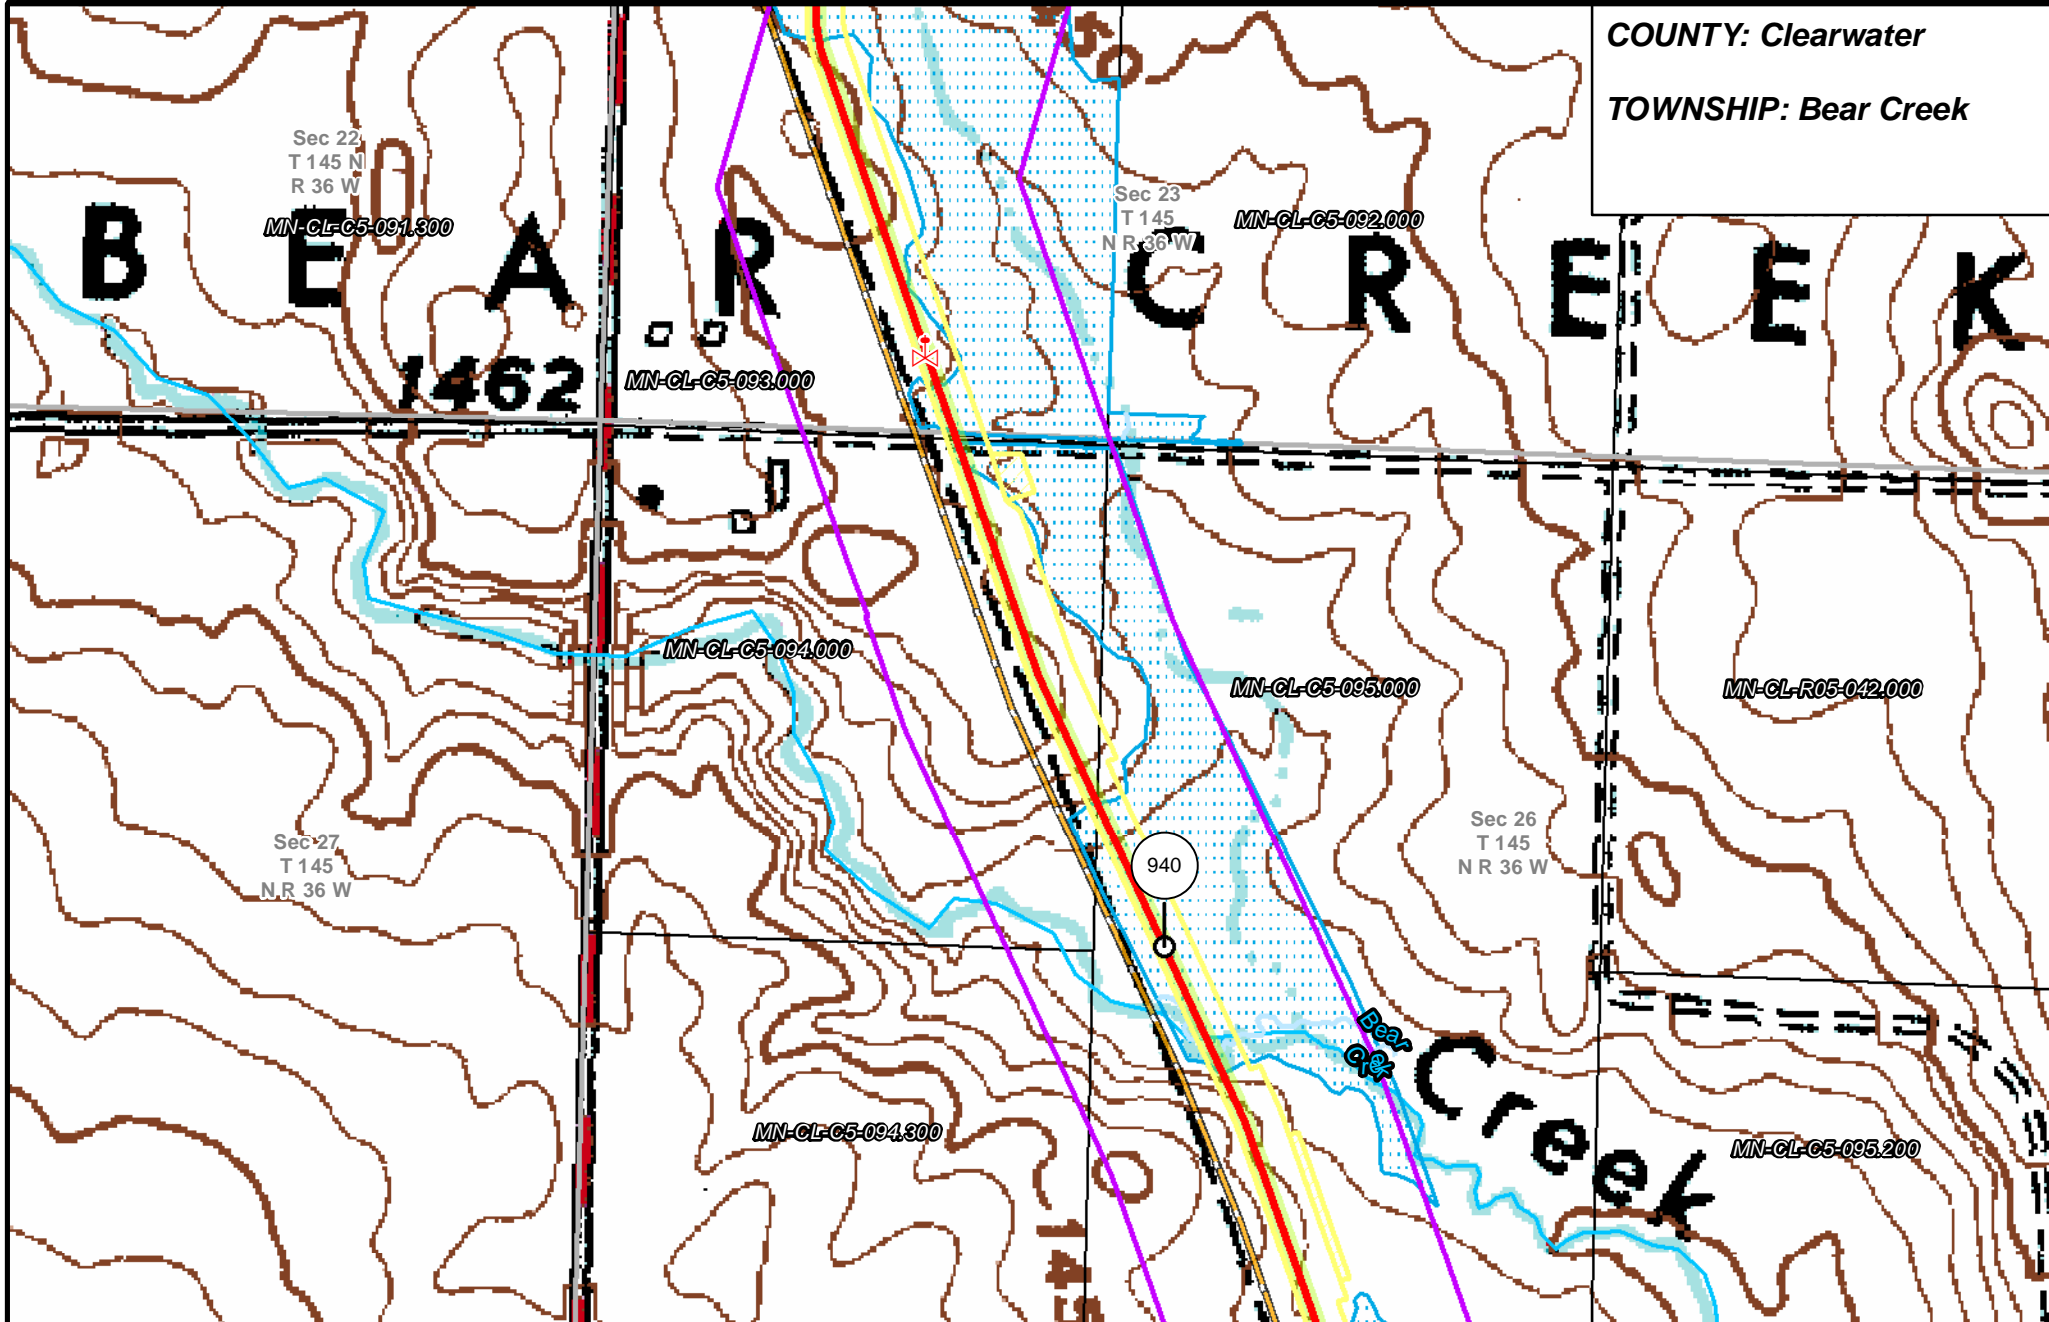 COUNTY: Clearwater
TOWNSHIP: Bear Creek
Sec 22
T 145 N
R 36 W
MN-CL-C5-091.300
Sec 23
T 145
N R 36 W
MN-CL-C5-092.000
BEAR CREEK
1462
MN-CL-C5-093.000
MN-CL-C5-094.000
MN-CL-C5-095.000
MN-CL-R05-042.000
Sec 27
T 145
N R 36 W
940
Sec 26
T 145
N R 36 W
Bear
Crek
Creek
MN-CL-C5-094.300
MN-CL-C5-095.200